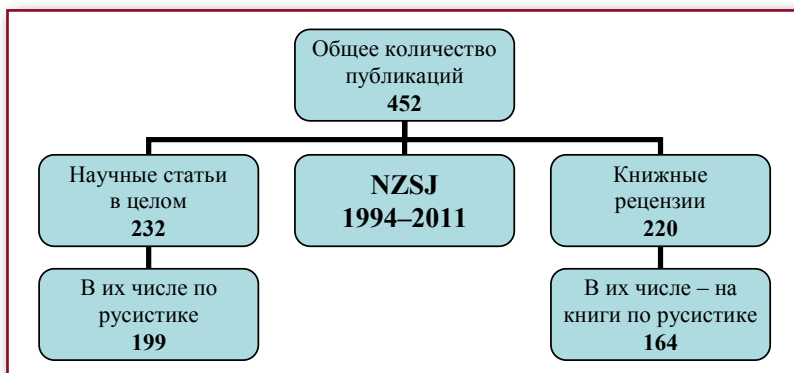 Общее количество
публикаций
452
Научные статьи
в целом
232
NZSJ
1994–2011
Книжные
рецензии
220
В их числе по
русистике
199
В их числе – на
книги по русистике
164